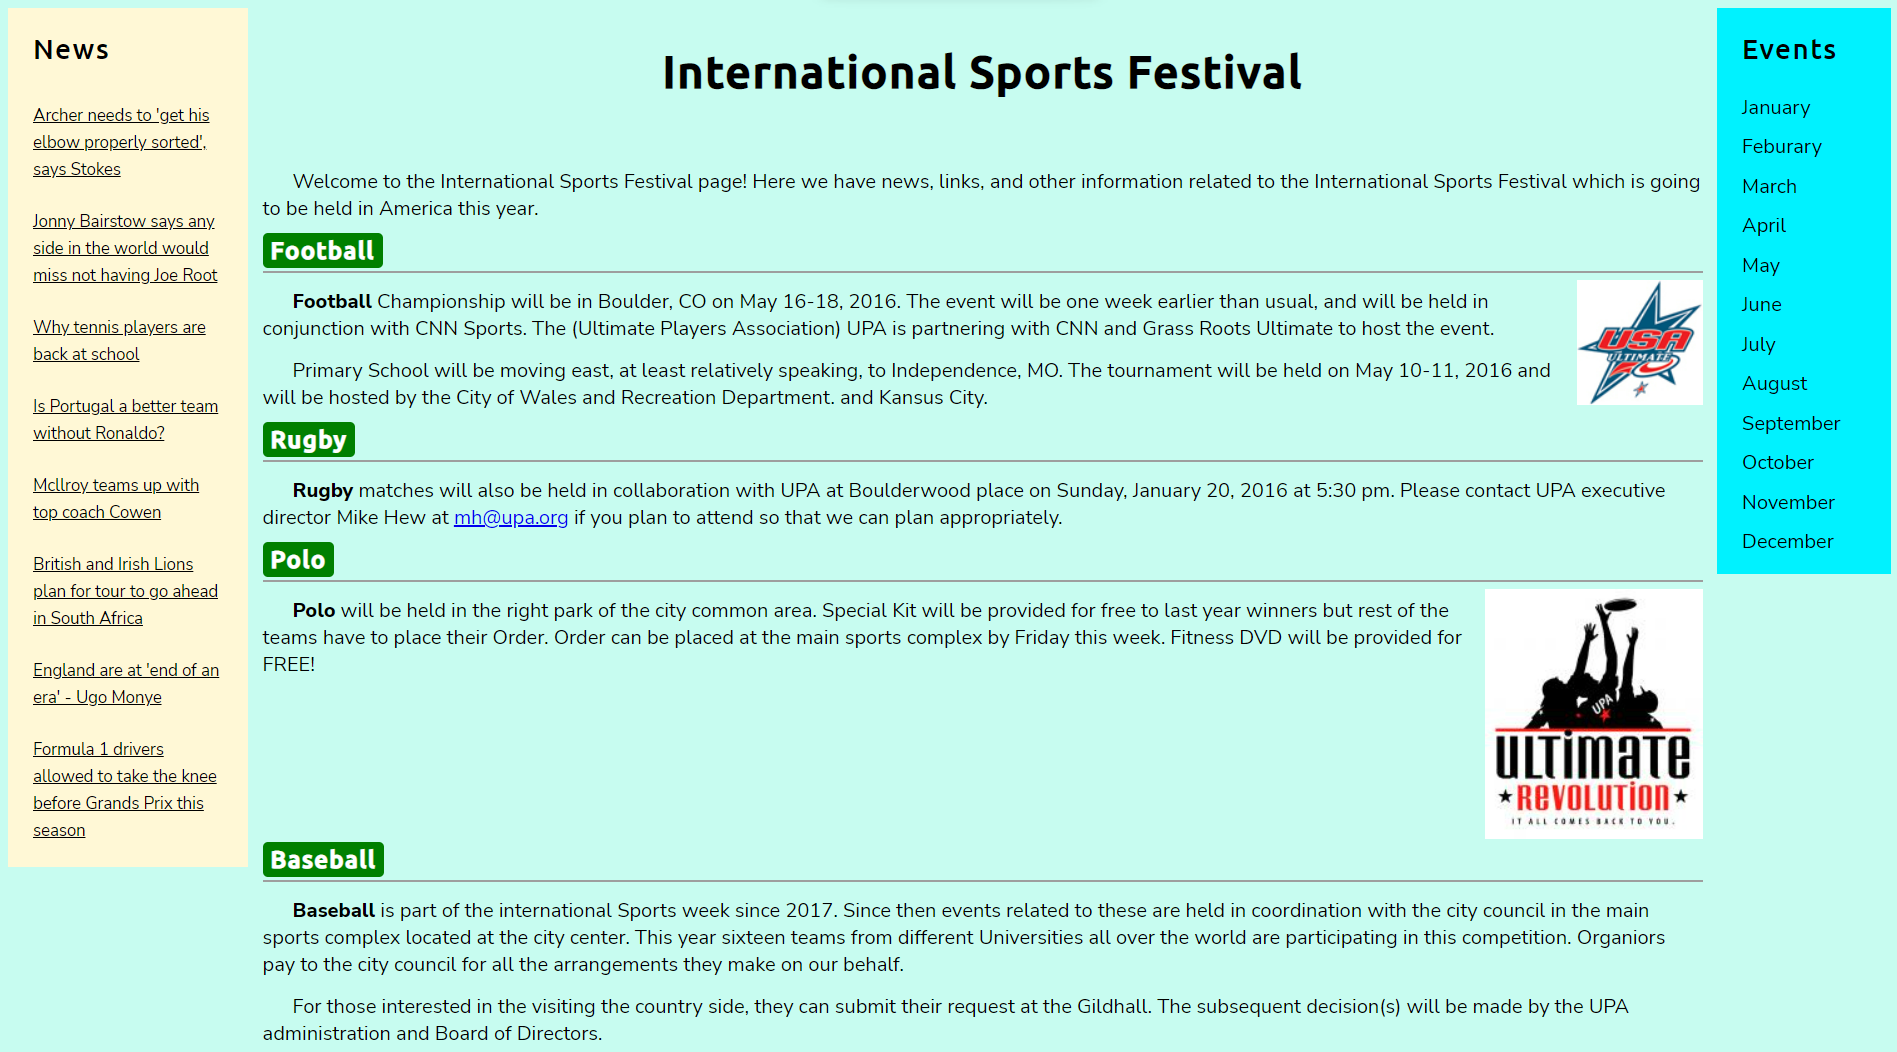 News
Archer needs to 'get his
elbow properly sorted',
says Stokes
Jonny Bairstow says any
side in the world would
miss not having Joe Root
Why tennis players are
back at school
Is Portugal a better team
without Ronaldo?
Mcllroy teams up with
top coach Cowen
British and Irish Lions
plan for tour to go ahead
in South Africa
England are at 'end of an
era' - Ugo Monye
Formula 1 drivers
allowed to take the knee
before Grands Prix this
season
International Sports Festival
Welcome to the International Sports Festival page! Here we have news, links, and other information related to the International Sports Festival which is going
to be held in America this year.
Football
Football Championship will be in Boulder, CO on May 16-18, 2016. The event will be one week earlier than usual, and will be held in
conjunction with CNN Sports. The (Ultimate Players Association) UPA is partnering with CNN and Grass Roots Ultimate to host the event.
Primary School will be moving east, at least relatively speaking, to Independence, MO. The tournament will be held on May 10-11, 2016 and
will be hosted by the City of Wales and Recreation Department. and Kansus City.
USA
ULTIMATE
Rugby
Rugby matches will also be held in collaboration with UPA at Boulderwood place on Sunday, January 20, 2016 at 5:30 pm. Please contact UPA executive
director Mike Hew at mh@upa.org if you plan to attend so that we can plan appropriately.
Polo
Polo will be held in the right park of the city common area. Special Kit will be provided for free to last year winners but rest of the
teams have to place their Order. Order can be placed at the main sports complex by Friday this week. Fitness DVD will be provided for
FREE!
UPA
ULTIMATE
REVOLUTION
IT ALL COMES BACK TO YOU.
Baseball
Baseball is part of the international Sports week since 2017. Since then events related to these are held in coordination with the city council in the main
sports complex located at the city center. This year sixteen teams from different Universities all over the world are participating in this competition. Organiors
pay to the city council for all the arrangements they make on our behalf.
For those interested in the visiting the country side, they can submit their request at the Gildhall. The subsequent decision(s) will be made by the UPA
administration and Board of Directors.
Events
January
Feburary
March
April
May
June
July
August
September
October
November
December